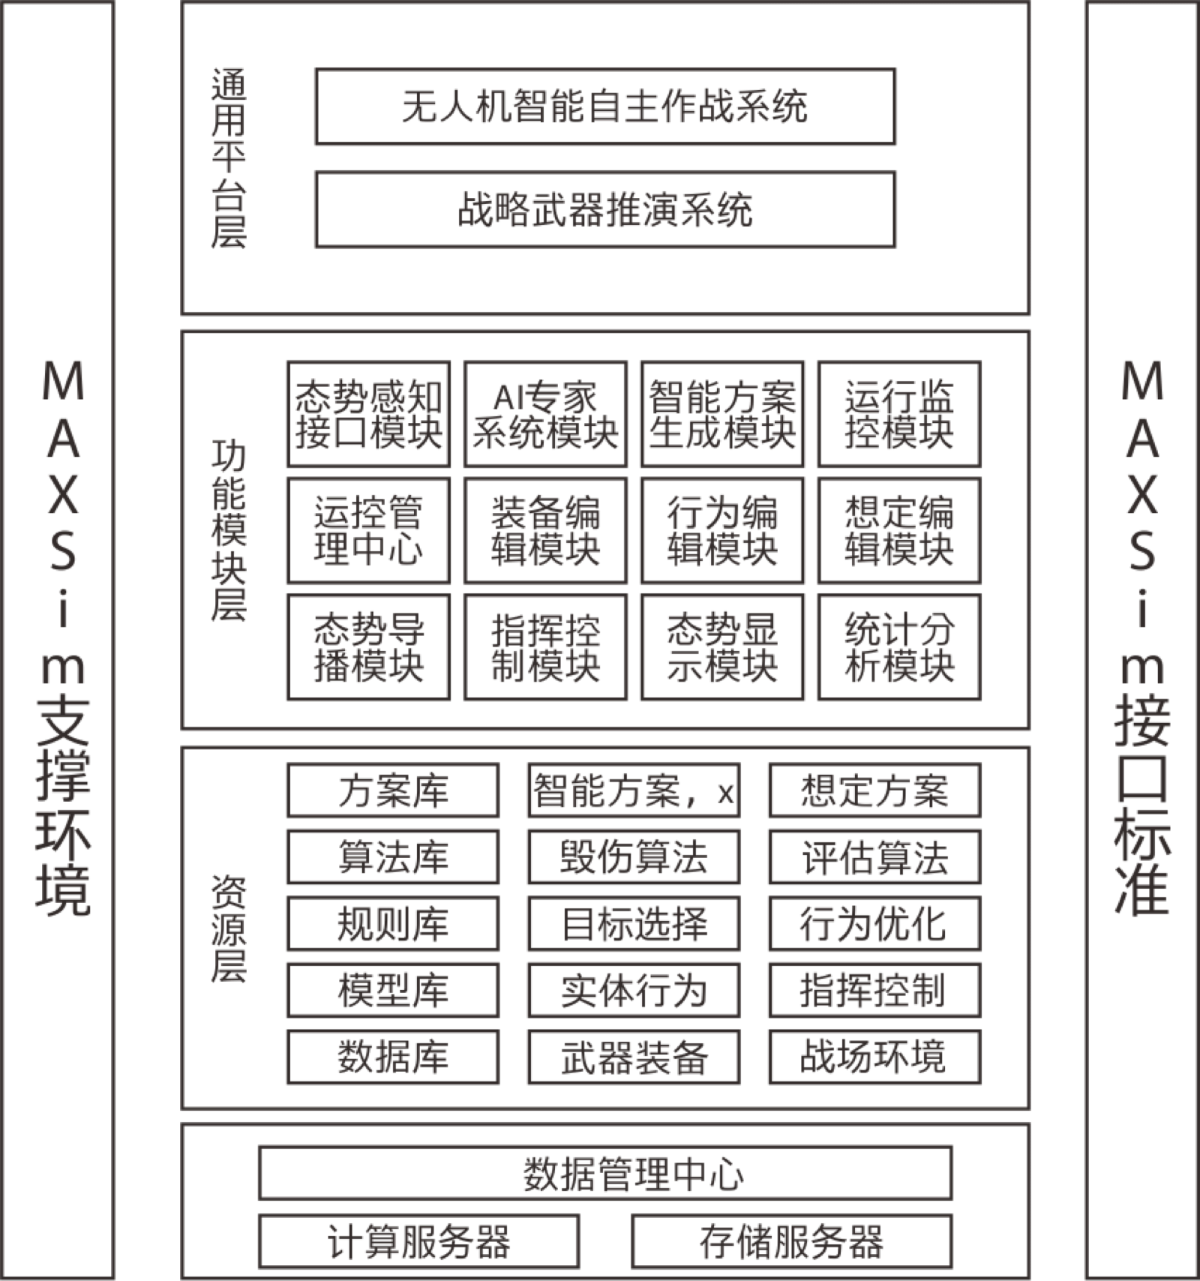 MAXSim支撑环境
通用平台层
无人机智能自主作战系统
战略武器推演系统
功能模块层
态势感知
接口模块
AI专家
系统模块
智能方案
生成模块
运行监
控模块
运控管
理中心
装备编
辑模块
行为编
辑模块
想定编
辑模块
态势导
播模块
指挥控
制模块
态势显
示模块
统计分
析模块
资源层
方案库
智能方案，x
想定方案
算法库
毁伤算法
评估算法
规则库
目标选择
行为优化
模型库
实体行为
指挥控制
数据库
武器装备
战场环境
数据管理中心
计算服务器
存储服务器
MAXSim接口标准